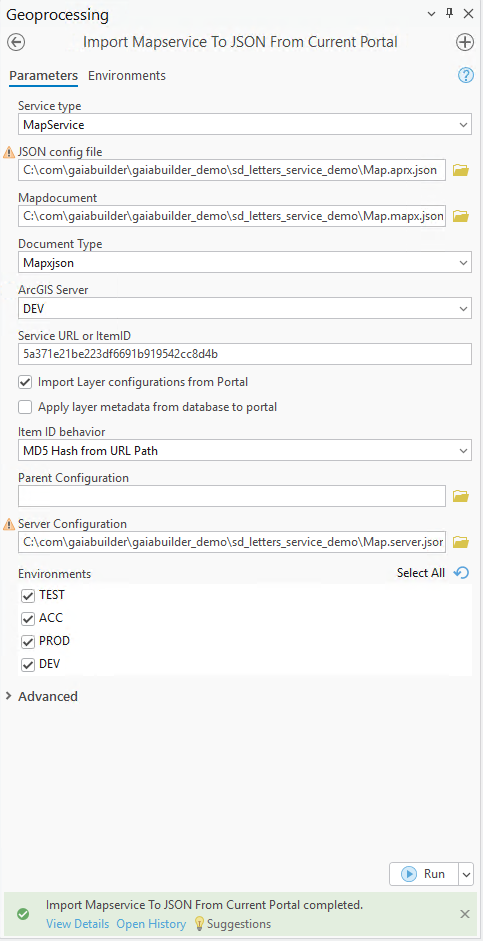 Geoprocessing
Import Mapservice To JSON From Current Portal
Parameters Environments
Service type
MapService
JSON config file
C:\com\gaiabuilder\gaiabuilder_demo\sd_letters_service_demo\Map.aprx.json
Mapdocument
C:\com\gaiabuilder\gaiabuilder_demo\sd_letters_service_demo\Map.mapx.json
Document Type
Mapxjson
ArcGIS Server
DEV
Service URL or ItemID
5a371e21be223df6691b919542cc8d4b
Import Layer configurations from Portal
Apply layer metadata from database to portal
Item ID behavior
MD5 Hash from URL Path
Parent Configuration
Server Configuration
C:\com\gaiabuilder\gaiabuilder_demo\sd_letters_service_demo\Map.server.jsor
Environments Select All
TEST
ACC
PROD
DEV
Advanced
Run
Import Mapservice To JSON From Current Portal completed.
View Details Open History Suggestions